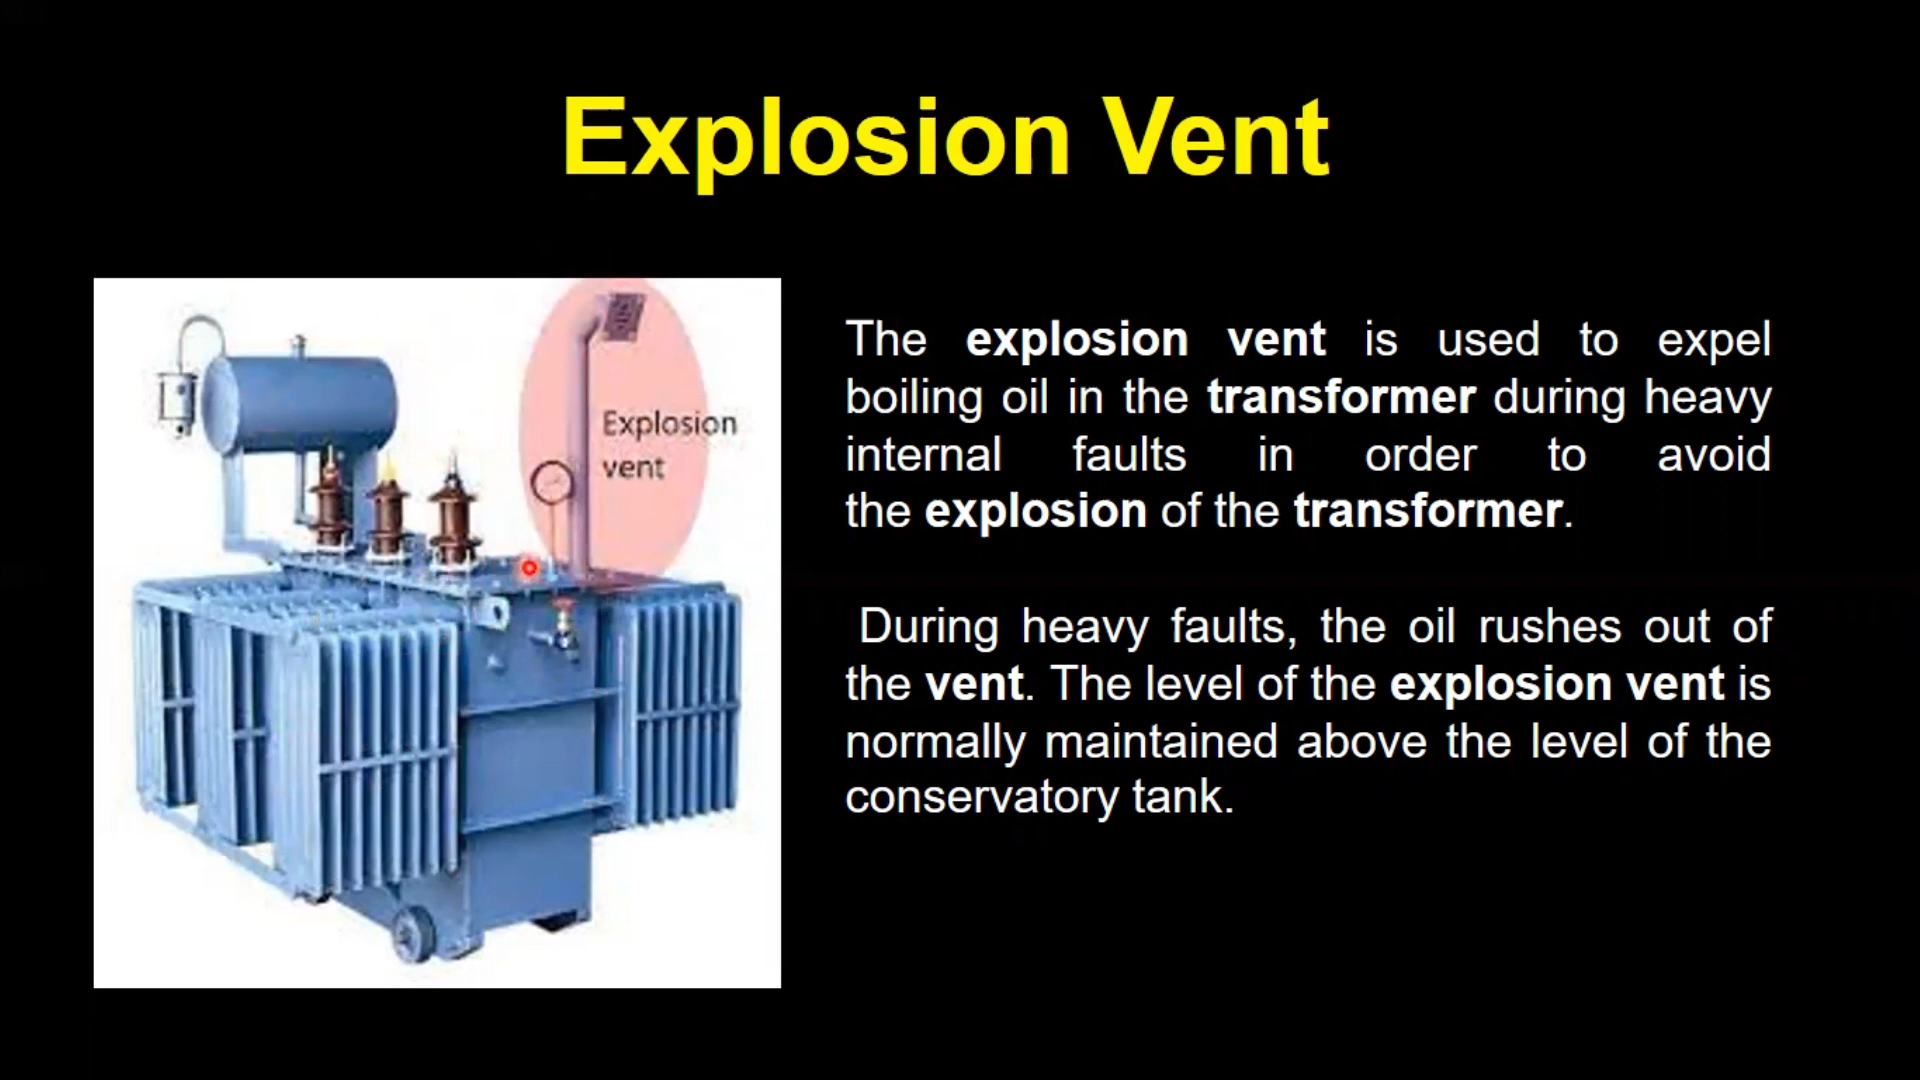 Explosion Vent
Explosion
vent
The explosion vent is used to expel
boiling oil in the transformer during heavy
internal faults in order to avoid
the explosion of the transformer.
During heavy faults, the oil rushes out of
the vent. The level of the explosion vent is
normally maintained above the level of the
conservatory tank.